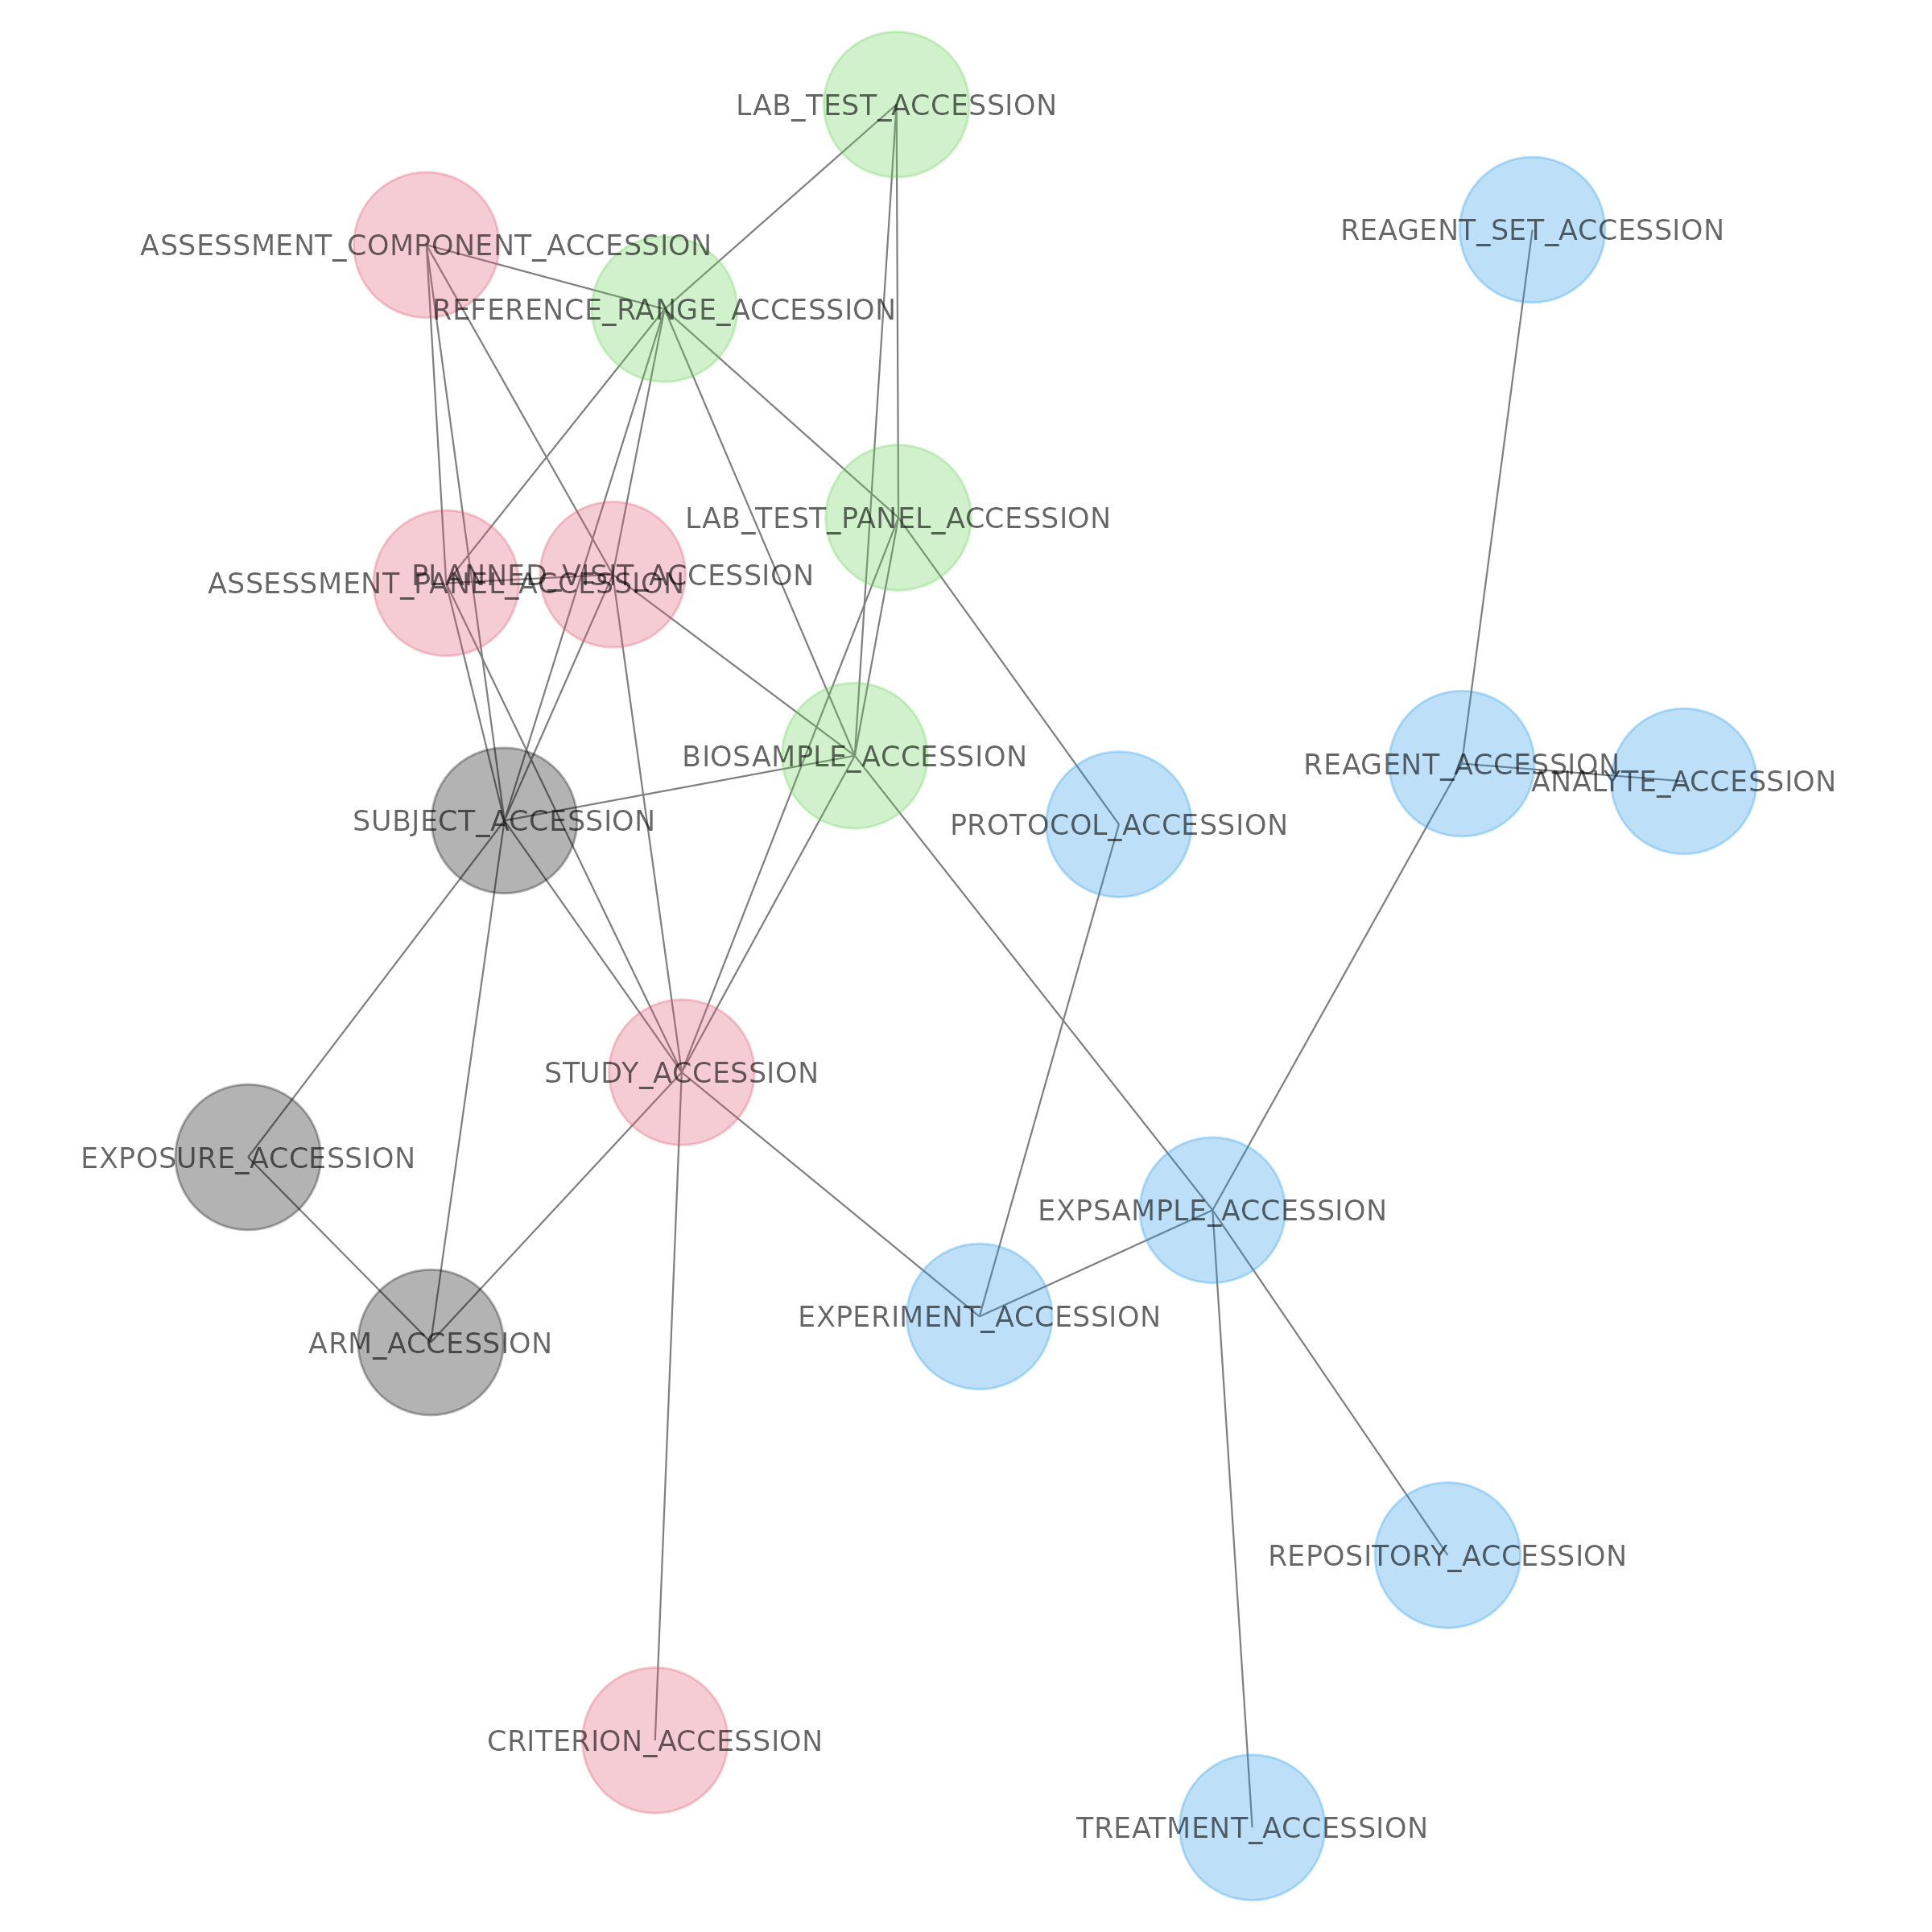 LAB_TEST_ACCESSION
REAGENT_SET_ACCESSION
ASSESSMENT_COMPONENT_ACCESSION
REFERENCE_RANGE_ACCESSION
LAB_TEST_PANEL_ACCESSION
PLANNED_VISIT_ACCESSION
ASSESSMENT_PANEL_ACCESSION
BIOSAMPLE_ACCESSION
REAGENT_ACCESSION
ANALYTE_ACCESSION
SUBJECT_ACCESSION
PROTOCOL_ACCESSION
STUDY_ACCESSION
EXPOSURE_ACCESSION
EXPSAMPLE_ACCESSION
EXPERIMENT_ACCESSION
ARM_ACCESSION
REPOSITORY_ACCESSION
CRITERION_ACCESSION
TREATMENT_ACCESSION